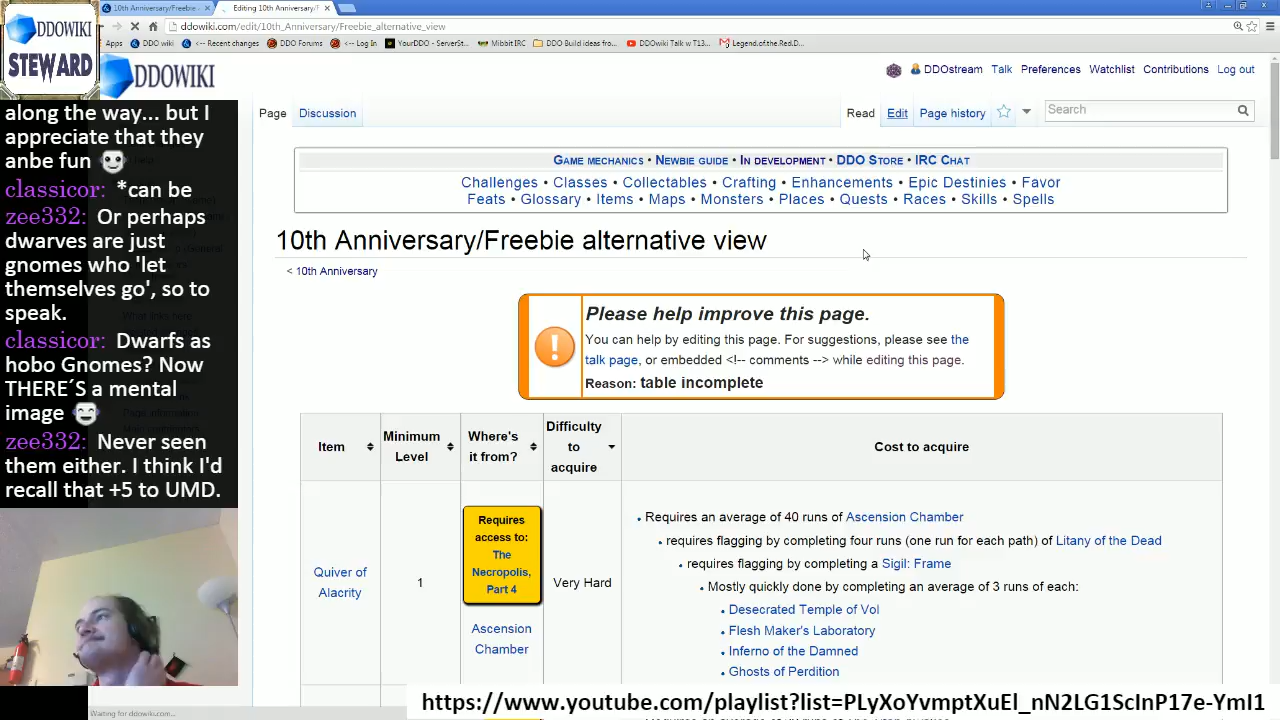 DDOWIKI
STEWARD
along the way... but I
appreciate that they
anbe fun
classicor: *can be
zee332: Or perhaps
dwarves are just
gnomes who 'let
themselves go', so to
speak.
classicor: Dwarfs as
hobo Gnomes? Now
THERE´S a mental
image
zee332: Never seen
them either. I think I'd
recall that +5 to UMD.
10th Anniversary/Freebie
Editing 10th Anniversary/F
ddowiki.com/edit/10th_Anniversary/Freebie_alternative_view
Apps
DDO wiki
<-- Recent changes
DDO Forums
<-- Log In
Mibbit IRC
DDO Build ideas from...
DDOwiki Talk w T13...
Legend.of.the.Red.D...
DDOWIKI
DDOstream Talk Preferences Watchlist Contributions Log out
Page Discussion Read Edit Page history Search
GAME MECHANICS • NEWBIE GUIDE • IN DEVELOPMENT • DDO STORE • IRC CHAT
Challenges • Classes • Collectables • Crafting • Enhancements • Epic Destinies • Favor
Feats • Glossary • Items • Maps • Monsters • Places • Quests • Races • Skills • Spells
10th Anniversary/Freebie alternative view
< 10th Anniversary
Please help improve this page.
You can help by editing this page. For suggestions, please see the
talk page, or embedded <!-- comments --> while editing this page.
Reason: table incomplete
Item
Minimum
Level
Where's
it from?
Difficulty
to
acquire
Cost to acquire
Quiver of
Alacrity
1
Requires
access to:
The
Necropolis,
Part 4
Ascension
Chamber
Very Hard
• Requires an average of 40 runs of Ascension Chamber
• requires flagging by completing four runs (one run for each path) of Litany of the Dead
• requires flagging by completing a Sigil: Frame
• Mostly quickly done by completing an average of 3 runs of each:
• Desecrated Temple of Vol
• Flesh Maker's Laboratory
• Inferno of the Damned
• Ghosts of Perdition
Waiting for ddowiki.com...
https://www.youtube.com/playlist?list=PLyXoYvmptXuEl_nN2LG1ScInP17e-YmI1